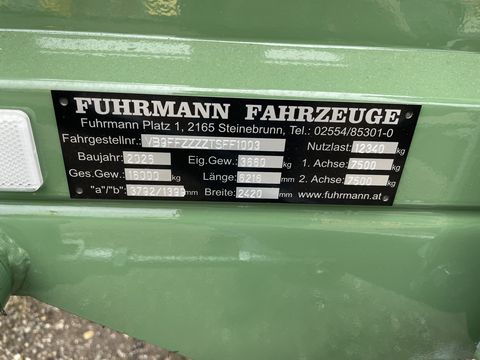 FUHRMANN FAHRZEUGE
Fuhrmann Platz 1, 2165 Steinebrunn, Tel.: 02554/85301-0
Fahrgestellnr.: Nutzlast: 12340 kg
Baujahr: 2026 Eig.Gew.: 3660 kg 1. Achse: 7500 kg
Ges.Gew.: 16000 kg Länge: 6216 mm 2. Achse: 7500 kg
"a"/"b": Breite: 2420 mm www.fuhrmann.at